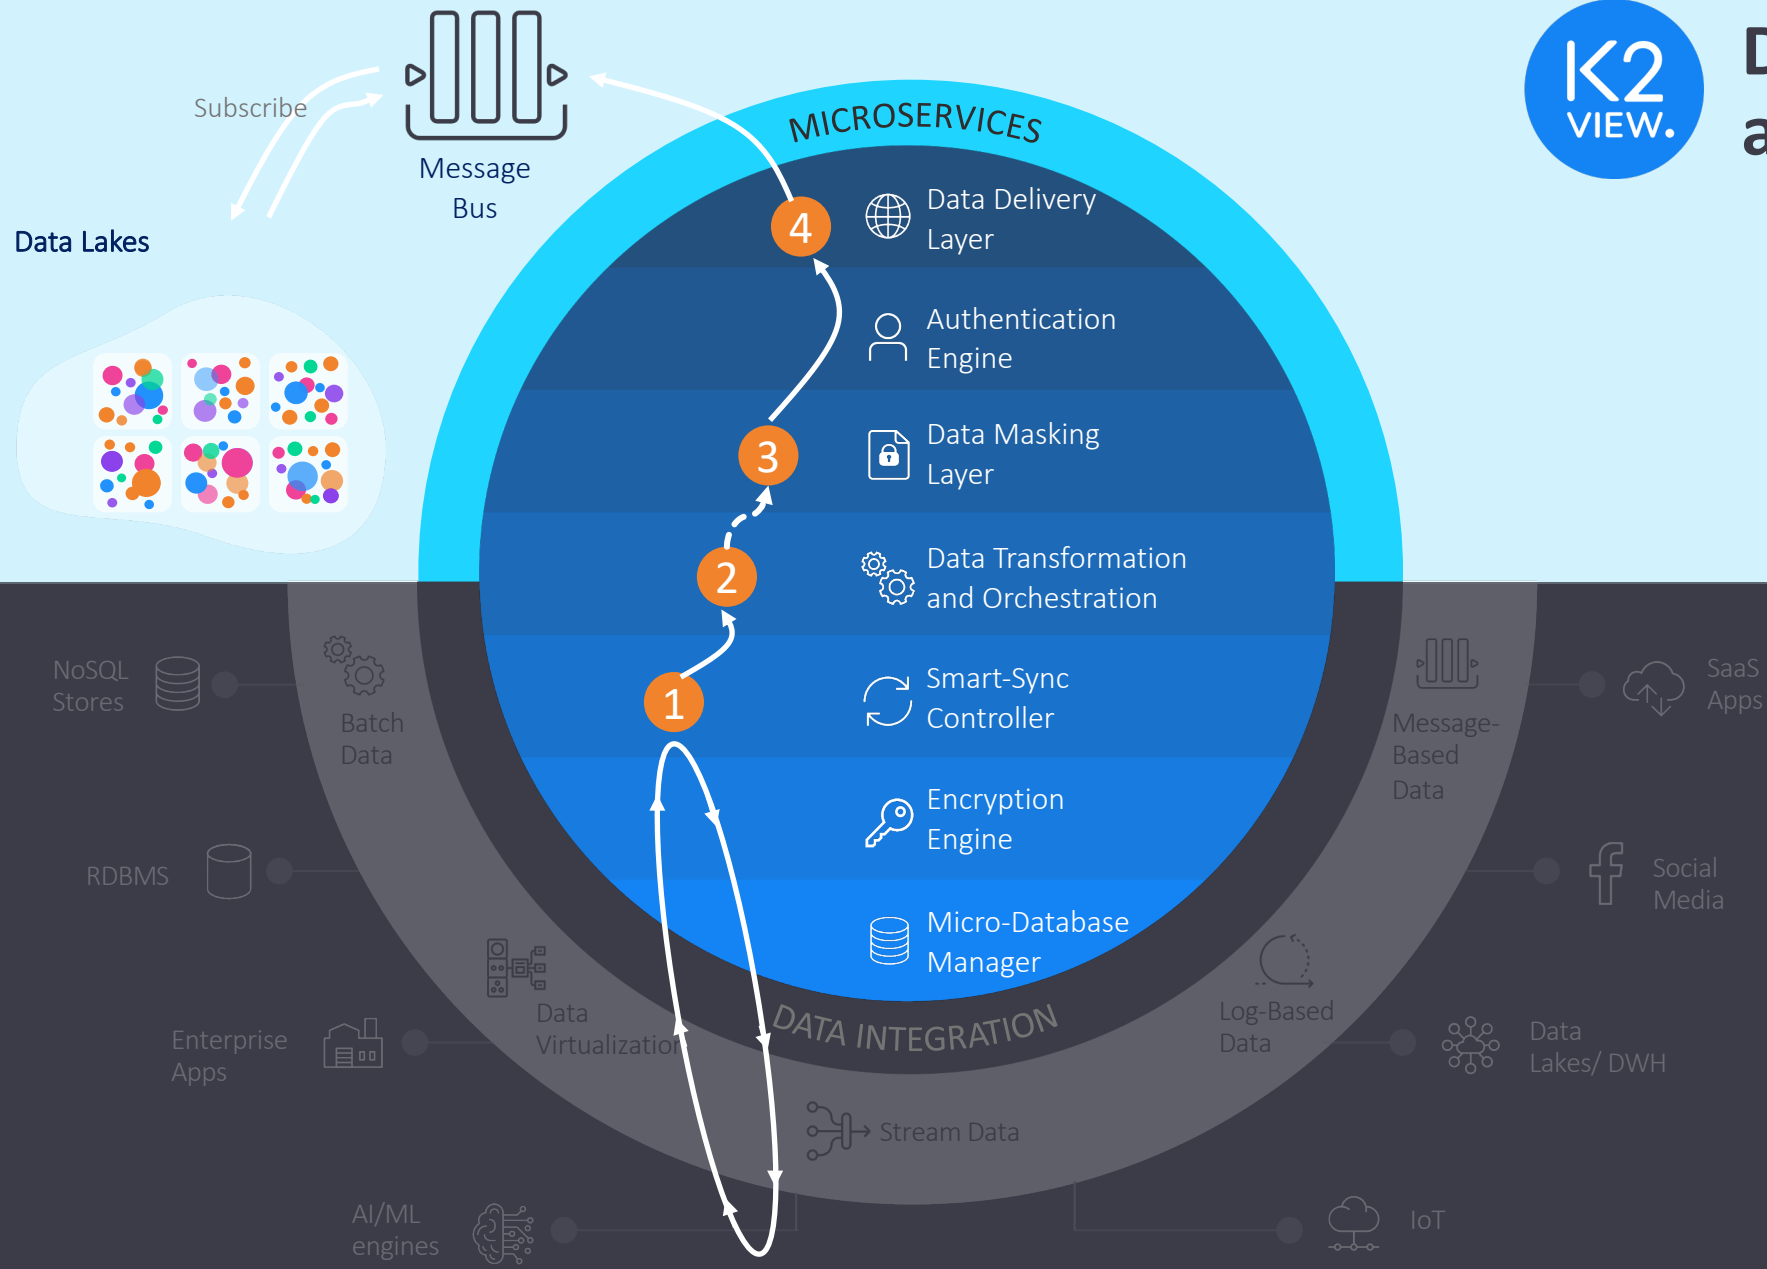 K2
VIEW.
D
a
Subscribe
Message
Bus
Data Lakes
MICROSERVICES
4
Data Delivery
Layer
Authentication
Engine
3
Data Masking
Layer
2
Data Transformation
and Orchestration
1
Smart-Sync
Controller
Encryption
Engine
Micro-Database
Manager
DATA INTEGRATION
NoSQL
Stores
Batch
Data
RDBMS
Data
Virtualization
Enterprise
Apps
Stream Data
AI/ML
engines
Message-
Based
Data
SaaS
Apps
Social
Media
Log-Based
Data
Data
Lakes/ DWH
IoT